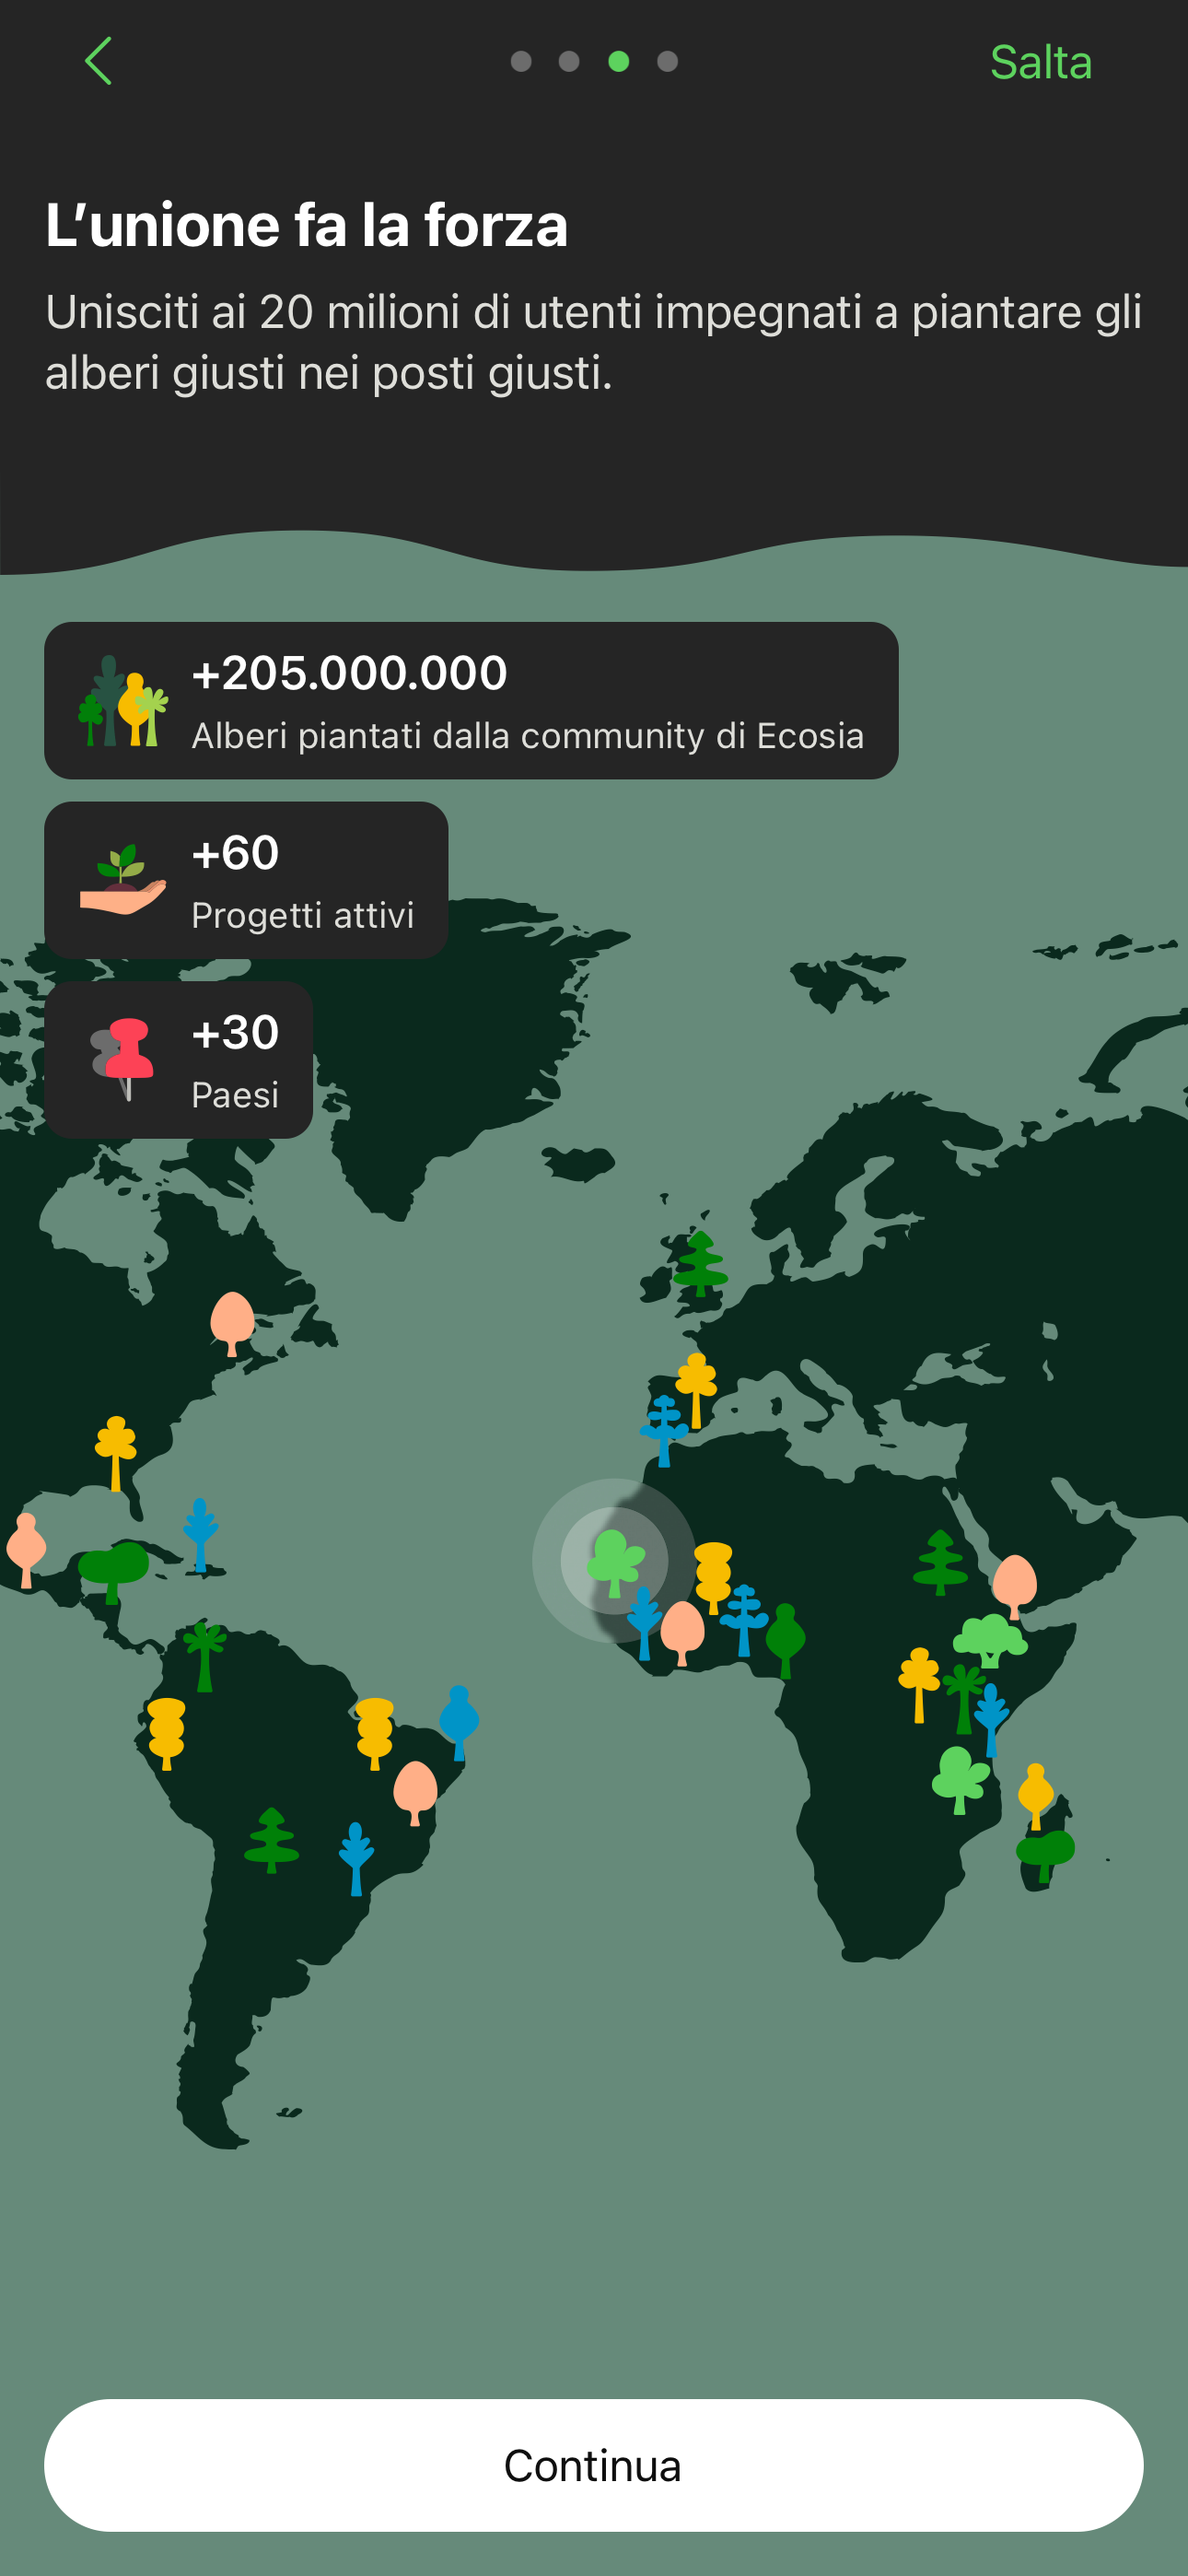 Salta
L’unione fa la forza
Unisciti ai 20 milioni di utenti impegnati a piantare gli
alberi giusti nei posti giusti.
+205.000.000
Alberi piantati dalla community di Ecosia
+60
Progetti attivi
+30
Paesi
Continua